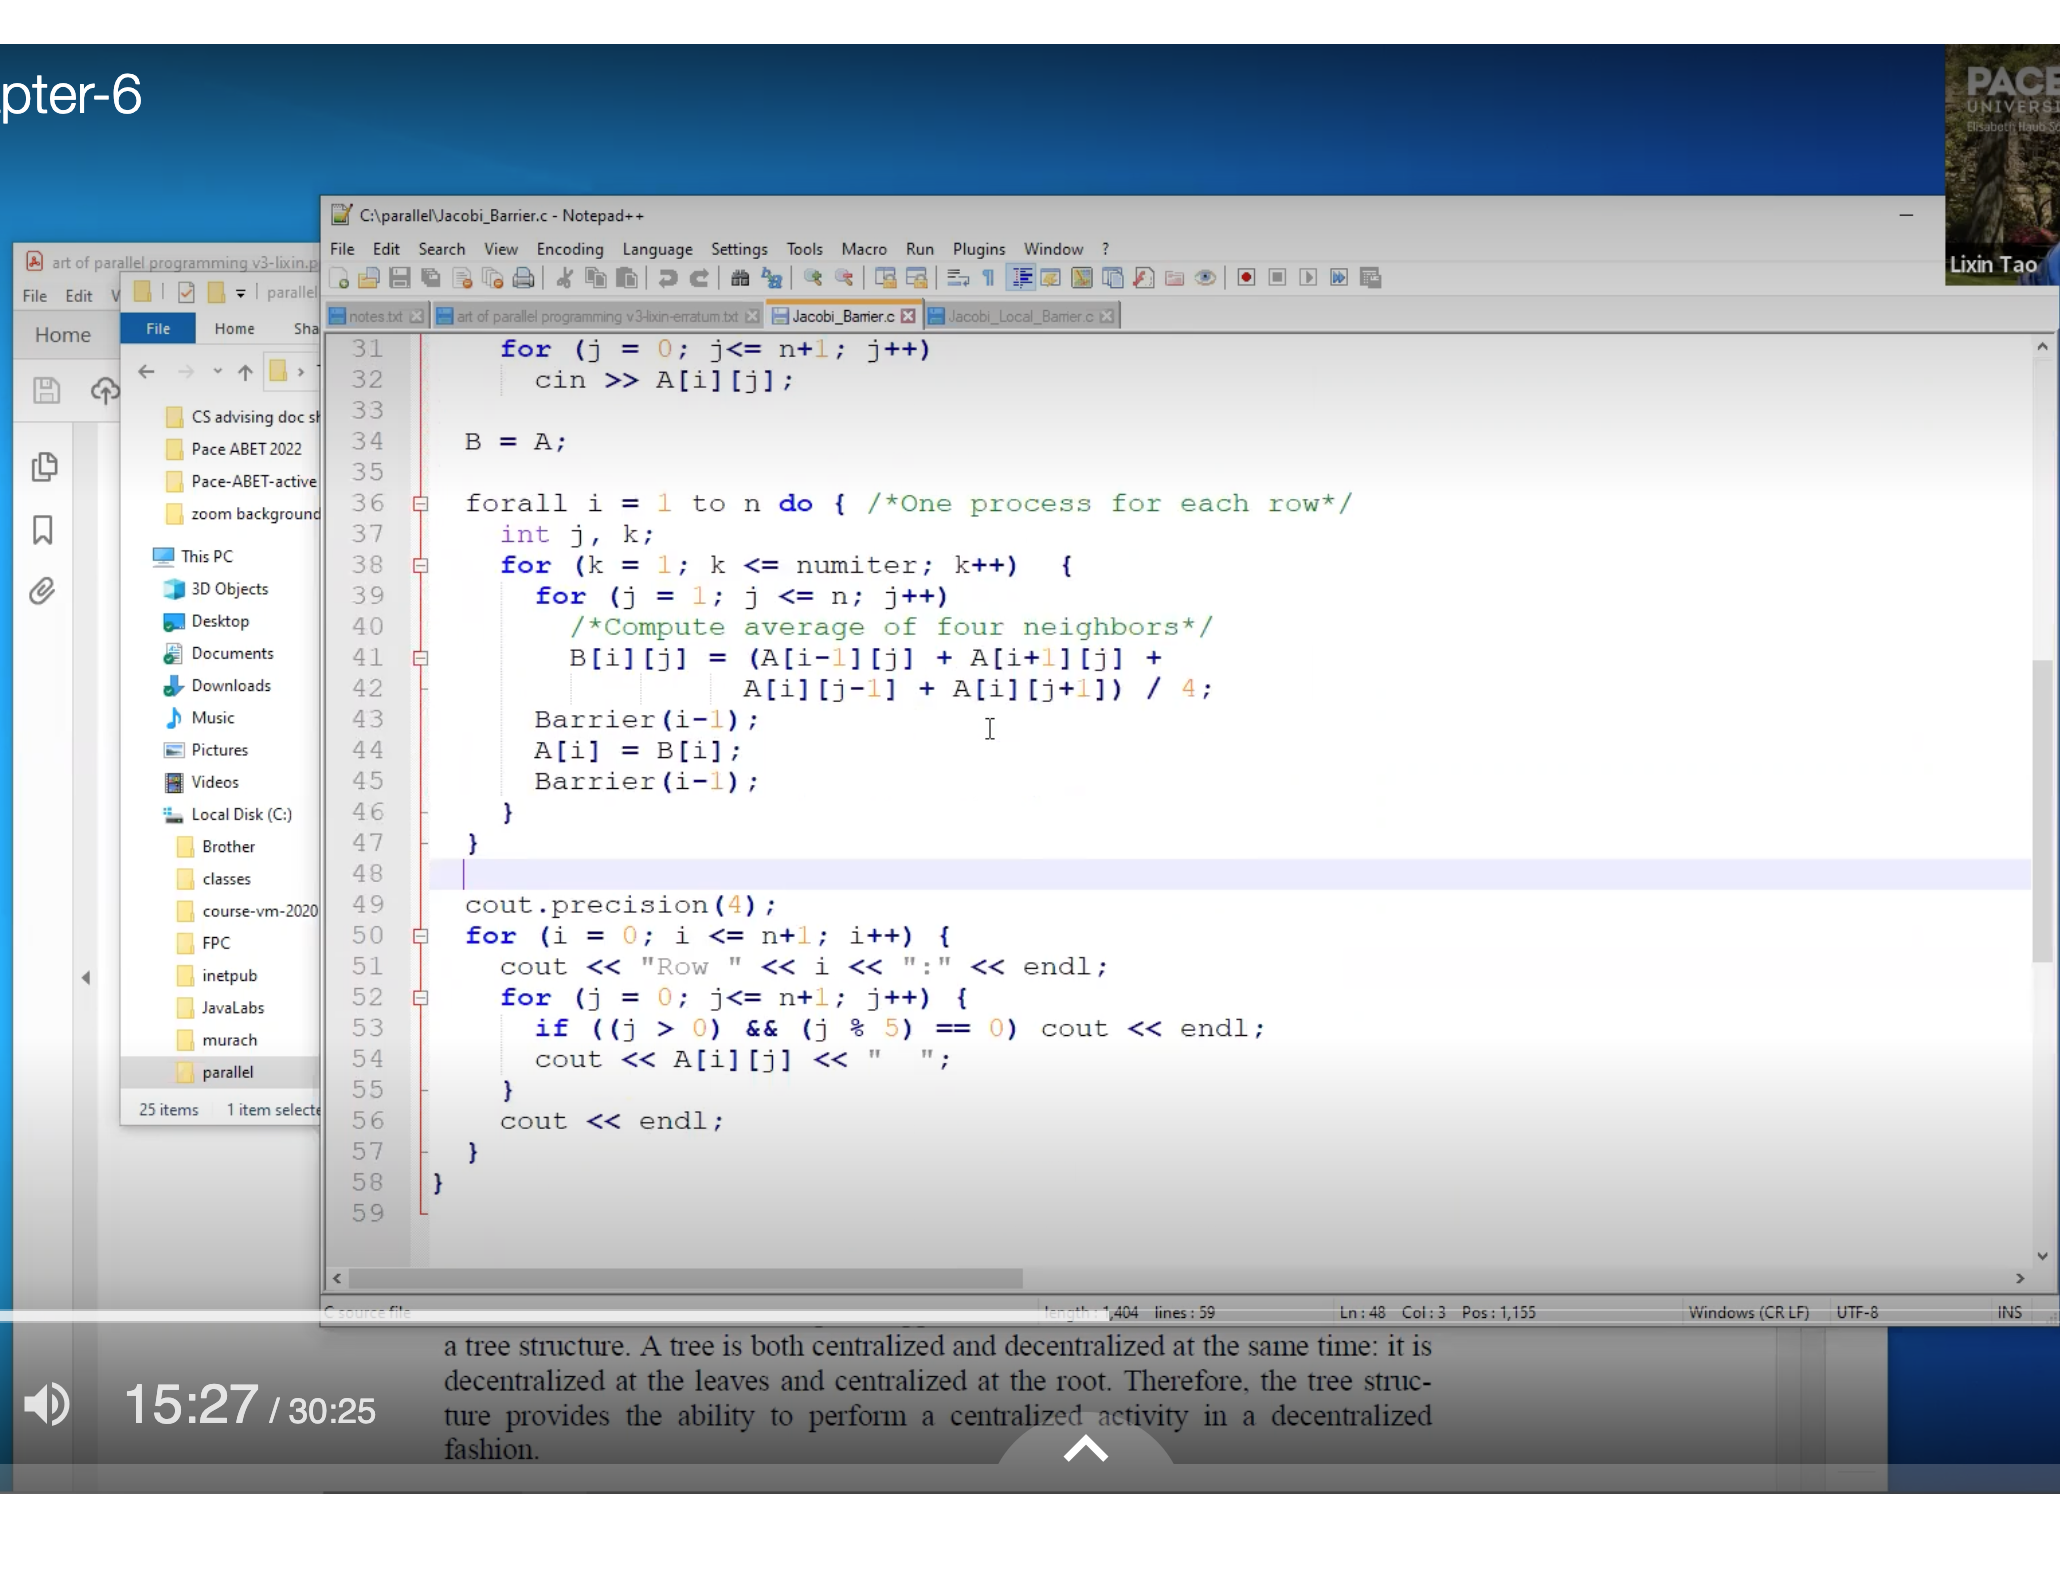 pter-6
PACE
UNIVERSI
Elisabeth Haub Sc
Lixin Tao
art of parallel programming v3-lixin.p
File Edit V
Home
parallel
File Home Sha
CS advising doc sh
Pace ABET 2022
Pace-ABET-active
zoom background
This PC
3D Objects
Desktop
Documents
Downloads
Music
Pictures
Videos
Local Disk (C:)
Brother
classes
course-vm-2020
FPC
inetpub
JavaLabs
murach
parallel
25 items 1 item selecte
C:\parallel\Jacobi_Barrier.c - Notepad++
File Edit Search View Encoding Language Settings Tools Macro Run Plugins Window ?
notes.txt art of parallel programming v3-lixin-erratum.txt Jacobi_Barrier.c Jacobi_Local_Barrier.c
31 for (j = 0; j<= n+1; j++)
32 cin >> A[i][j];
33
34 B = A;
35
36 forall i = 1 to n do { /*One process for each row*/
37 int j, k;
38 for (k = 1; k <= numiter; k++) {
39 for (j = 1; j <= n; j++)
40 /*Compute average of four neighbors*/
41 B[i][j] = (A[i-1][j] + A[i+1][j] +
42 A[i][j-1] + A[i][j+1]) / 4;
43 Barrier(i-1);
44 A[i] = B[i];
45 Barrier(i-1);
46 }
47 }
48
49 cout.precision(4);
50 for (i = 0; i <= n+1; i++) {
51 cout << "Row " << i << ":" << endl;
52 for (j = 0; j<= n+1; j++) {
53 if ((j > 0) && (j % 5) == 0) cout << endl;
54 cout << A[i][j] << "  ";
55 }
56 cout << endl;
57 }
58 }
59
C source file length : 1,404 lines : 59 Ln : 48 Col : 3 Pos : 1,155 Windows (CR LF) UTF-8 INS
a tree structure. A tree is both centralized and decentralized at the same time: it is
decentralized at the leaves and centralized at the root. Therefore, the tree struc-
ture provides the ability to perform a centralized activity in a decentralized
fashion.
15:27 / 30:25